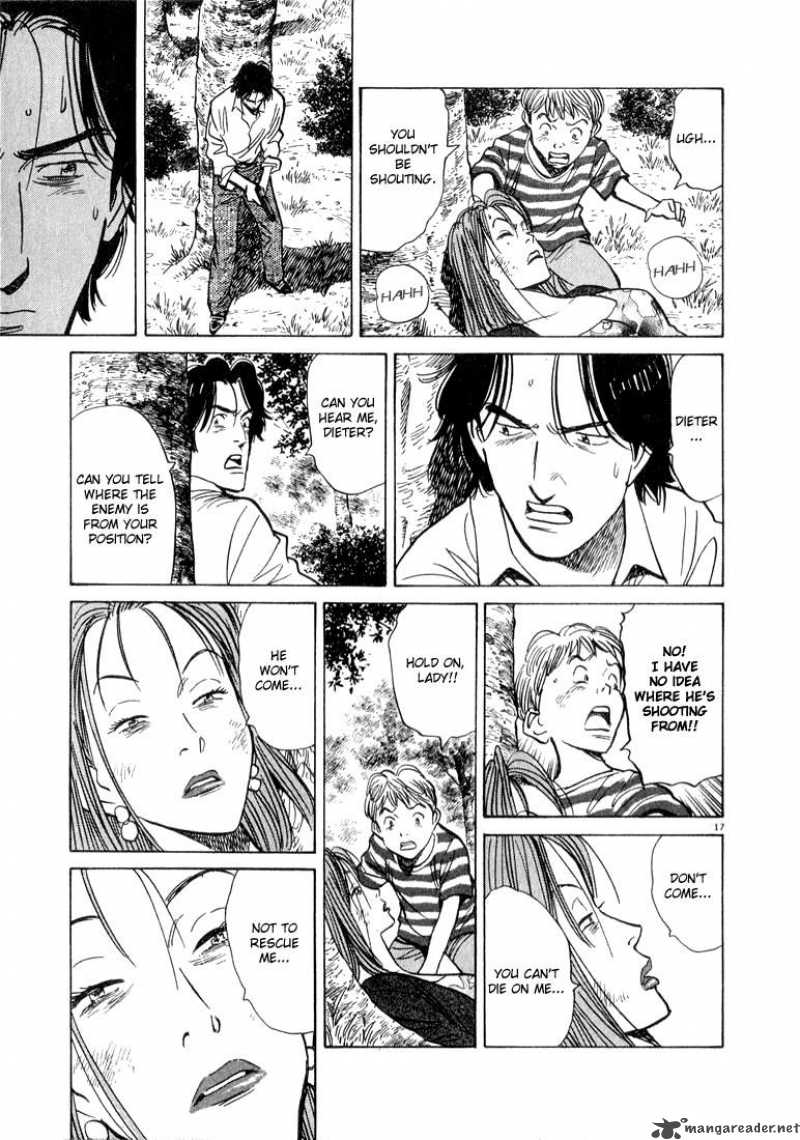 UGH...
YOU
SHOULDN'T
BE
SHOUTING.
HAHH
HAHH
DIETER
...
CAN YOU
HEAR ME,
DIETER?
CAN YOU TELL
WHERE THE
ENEMY IS
FROM YOUR
POSITION?
NO!
I HAVE
NO IDEA
WHERE HE'S
SHOOTING
FROM!!
17
DON'T
COME...
YOU CAN'T
DIE ON ME...
HOLD ON,
LADY!!
HE
WON'T
COME...
NOT TO
RESCUE
ME...
mangareader.net